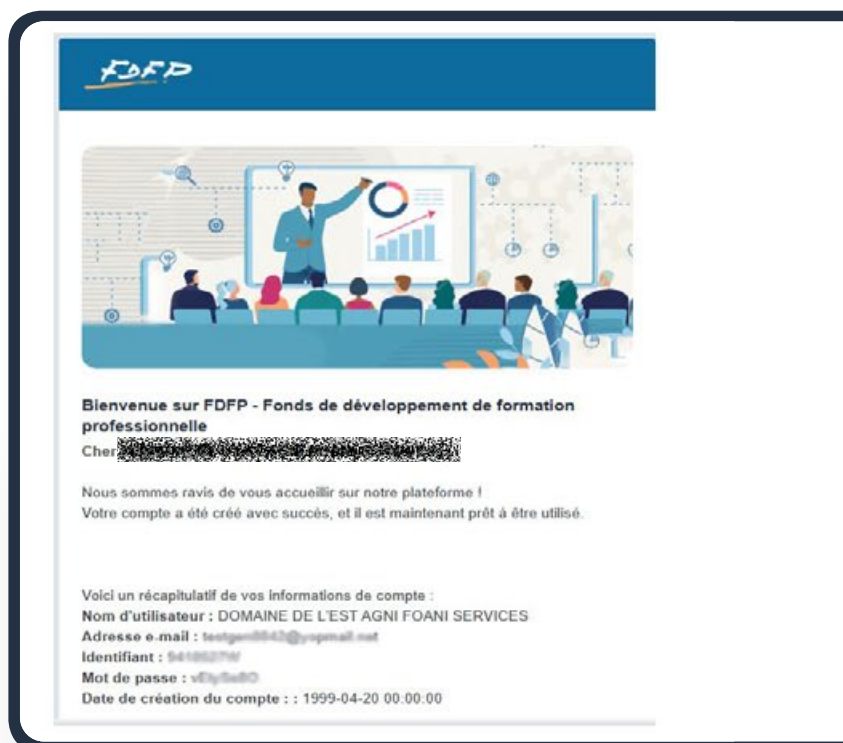 FDFP
Bienvenue sur FDFP - Fonds de développement de formation
professionnelle
Cher
Nous sommes ravis de vous accueillir sur notre plateforme !
Votre compte a été créé avec succès, et il est maintenant prêt à être utilisé.
Voici un récapitulatif de vos informations de compte :
Nom d'utilisateur : DOMAINE DE L'EST AGNI FOANI SERVICES
Adresse e-mail :
Identifiant :
Mot de passe :
Date de création du compte : : 1999-04-20 00:00:00